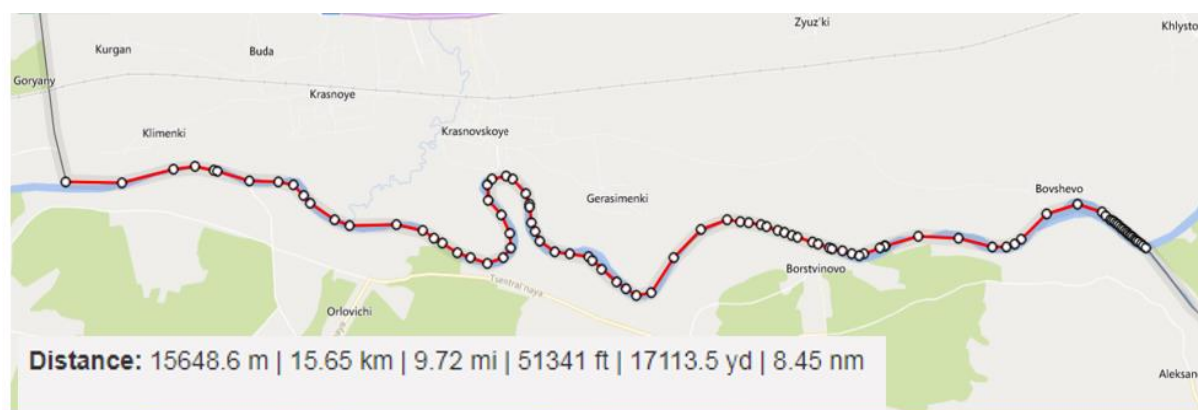 Zyuz'ki
Khlysto
Kurgan
Buda
Goryany
Krasnoye
Klimenki
Krasnovskoye
Gerasimenki
Bovshevo
Borstvinovo
Tsentral'naya
Orlovichi
Aleksan
Distance: 15648.6 m | 15.65 km | 9.72 mi | 51341 ft | 17113.5 yd | 8.45 nm